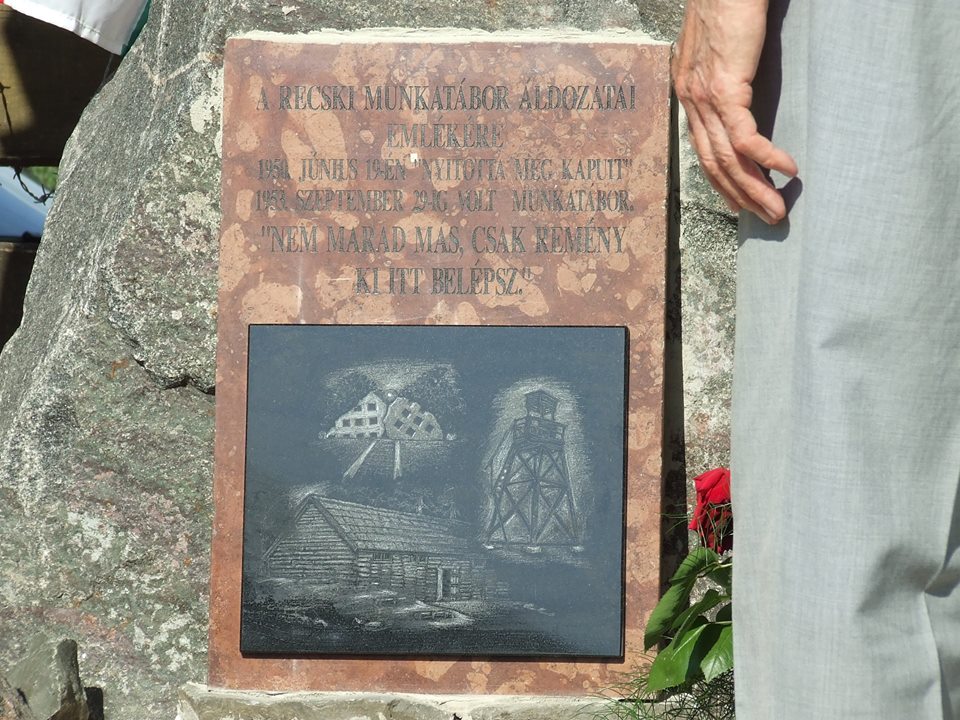 A RECSKI MUNKATÁBOR ÁLDOZATAI
EMLÉKÉRE
1950. JÚNIUS 19-ÉN "NYITOTTA MEG KAPUIT"
1953. SZEPTEMBER 29-IG VOLT MUNKATÁBOR.
"NEM MARAD MÁS, CSAK REMÉNY
KI ITT BELÉPSZ."